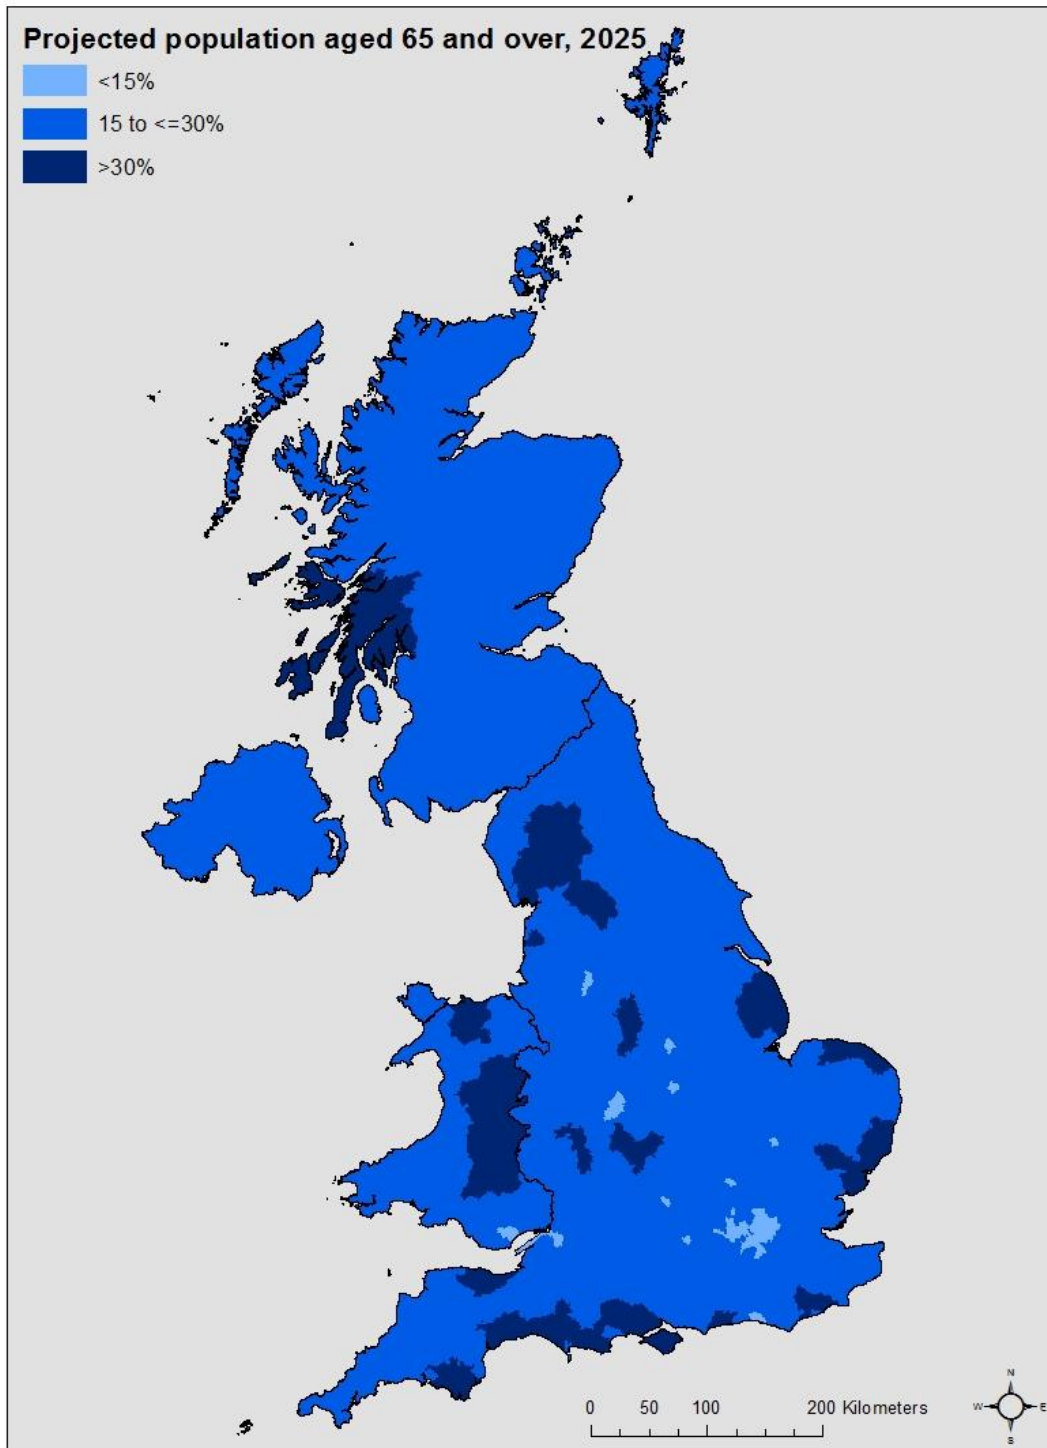 Projected population aged 65 and over, 2025
<15%
15 to <=30%
>30%
0 50 100 200 Kilometers
N
W E
S